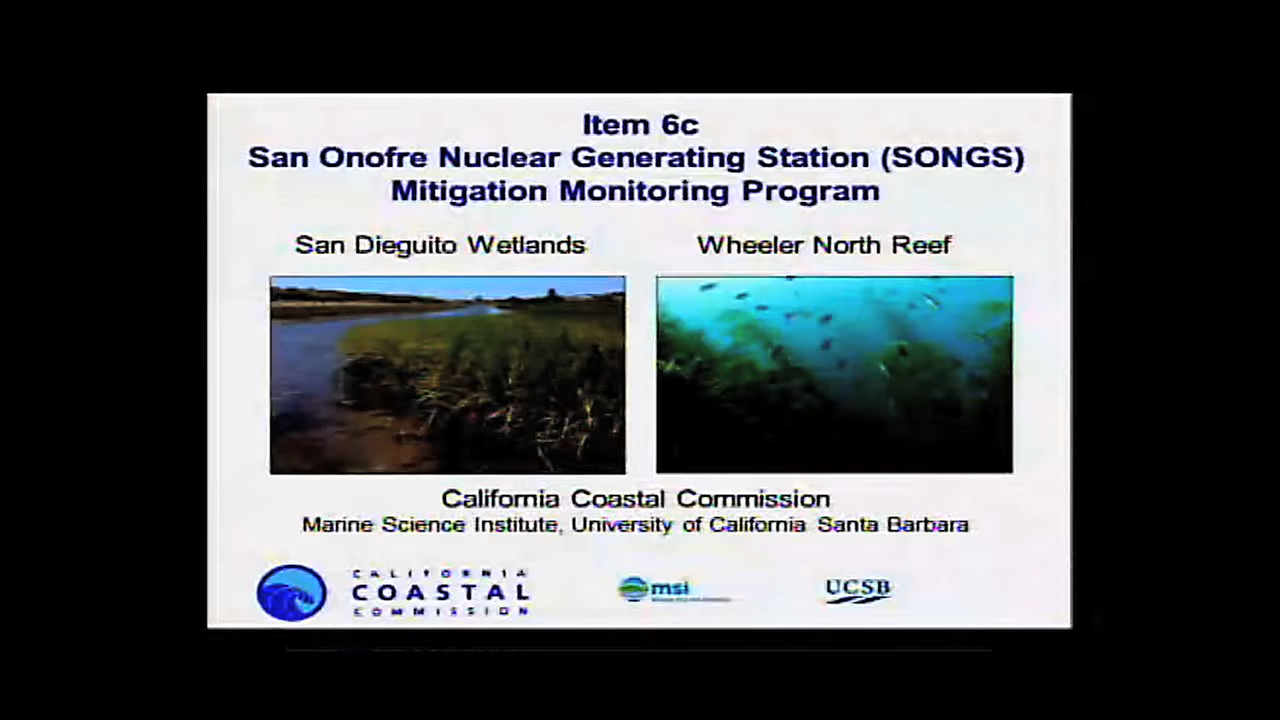 Item 6c
San Onofre Nuclear Generating Station (SONGS)
Mitigation Monitoring Program
San Dieguito Wetlands
Wheeler North Reef
California Coastal Commission
Marine Science Institute, University of California Santa Barbara
CALIFORNIA
COASTAL
COMMISSION
msi
UCSB